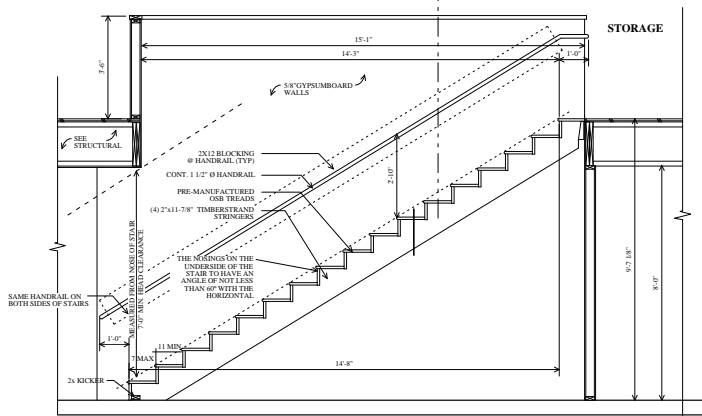 STORAGE
15'-1"
14'-3"
1'-0"
3'-6"
5/8"GYPSUMBOARD
WALLS
SEE
STRUCTURAL
2X12 BLOCKING
@ HANDRAIL (TYP)
CONT. 1 1/2" Ø HANDRAIL
PRE-MANUFACTURED
OSB TREADS
(4) 2"x11-7/8" TIMBERSTRAND
STRINGERS
2'-10"
THE NOSINGS ON THE
UNDERSIDE OF THE
STAIR TO HAVE AN
ANGLE OF NOT LESS
THAN 60° WITH THE
HORIZONTAL
MEASURED FROM NOSE OF STAIR
7'-0" MIN. HEAD CLEARANCE
SAME HANDRAIL ON
BOTH SIDES OF STAIRS
1'-0"
11 MIN
7 MAX
14'-8"
2x KICKER
9'-7 1/8"
8'-0"